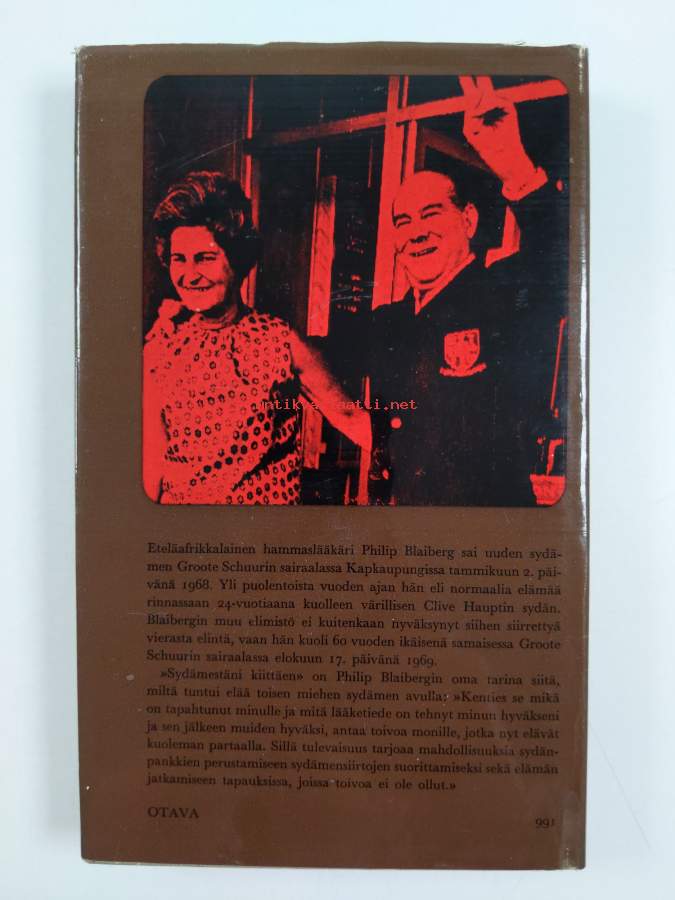 antikvariaatti.net
Eteläafrikkalainen hammaslääkäri Philip Blaiberg sai uuden sydä-
men Groote Schuurin sairaalassa Kapkaupungissa tammikuun 2. päi-
vänä 1968. Yli puolentoista vuoden ajan hän eli normaalia elämää
rinnassaan 24-vuotiaana kuolleen värillisen Clive Hauptin sydän.
Blaibergin muu elimistö ei kuitenkaan hyväksynyt siihen siirrettyä
vierasta elintä, vaan hän kuoli 60 vuoden ikäisenä samaisessa Groote
Schuurin sairaalassa elokuun 17. päivänä 1969.
»Sydämestäni kiittäen» on Philip Blaibergin oma tarina siitä,
miltä tuntui elää toisen miehen sydämen avulla: »Kenties se mikä
on tapahtunut minulle ja mitä lääketiede on tehnyt minun hyväkseni
ja sen jälkeen muiden hyväksi, antaa toivoa monille, jotka nyt elävät
kuoleman partaalla. Sillä tulevaisuus tarjoaa mahdollisuuksia sydän-
pankkien perustamiseen sydämensiirtojen suorittamiseksi sekä elämän
jatkamiseen tapauksissa, joissa toivoa ei ole ollut.»
OTAVA 991